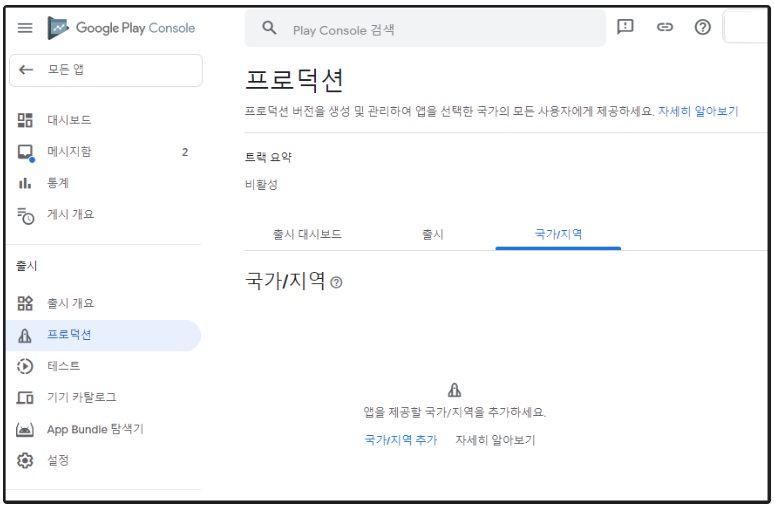 Google Play Console
Play Console 검색
모든 앱
대시보드
메시지함 2
통계
게시 개요
출시
출시 개요
프로덕션
테스트
기기 카탈로그
App Bundle 탐색기
설정
프로덕션
프로덕션 버전을 생성 및 관리하여 앱을 선택한 국가의 모든 사용자에게 제공하세요. 자세히 알아보기
트랙 요약
비활성
출시 대시보드 출시 국가/지역
국가/지역
앱을 제공할 국가/지역을 추가하세요.
국가/지역 추가 자세히 알아보기